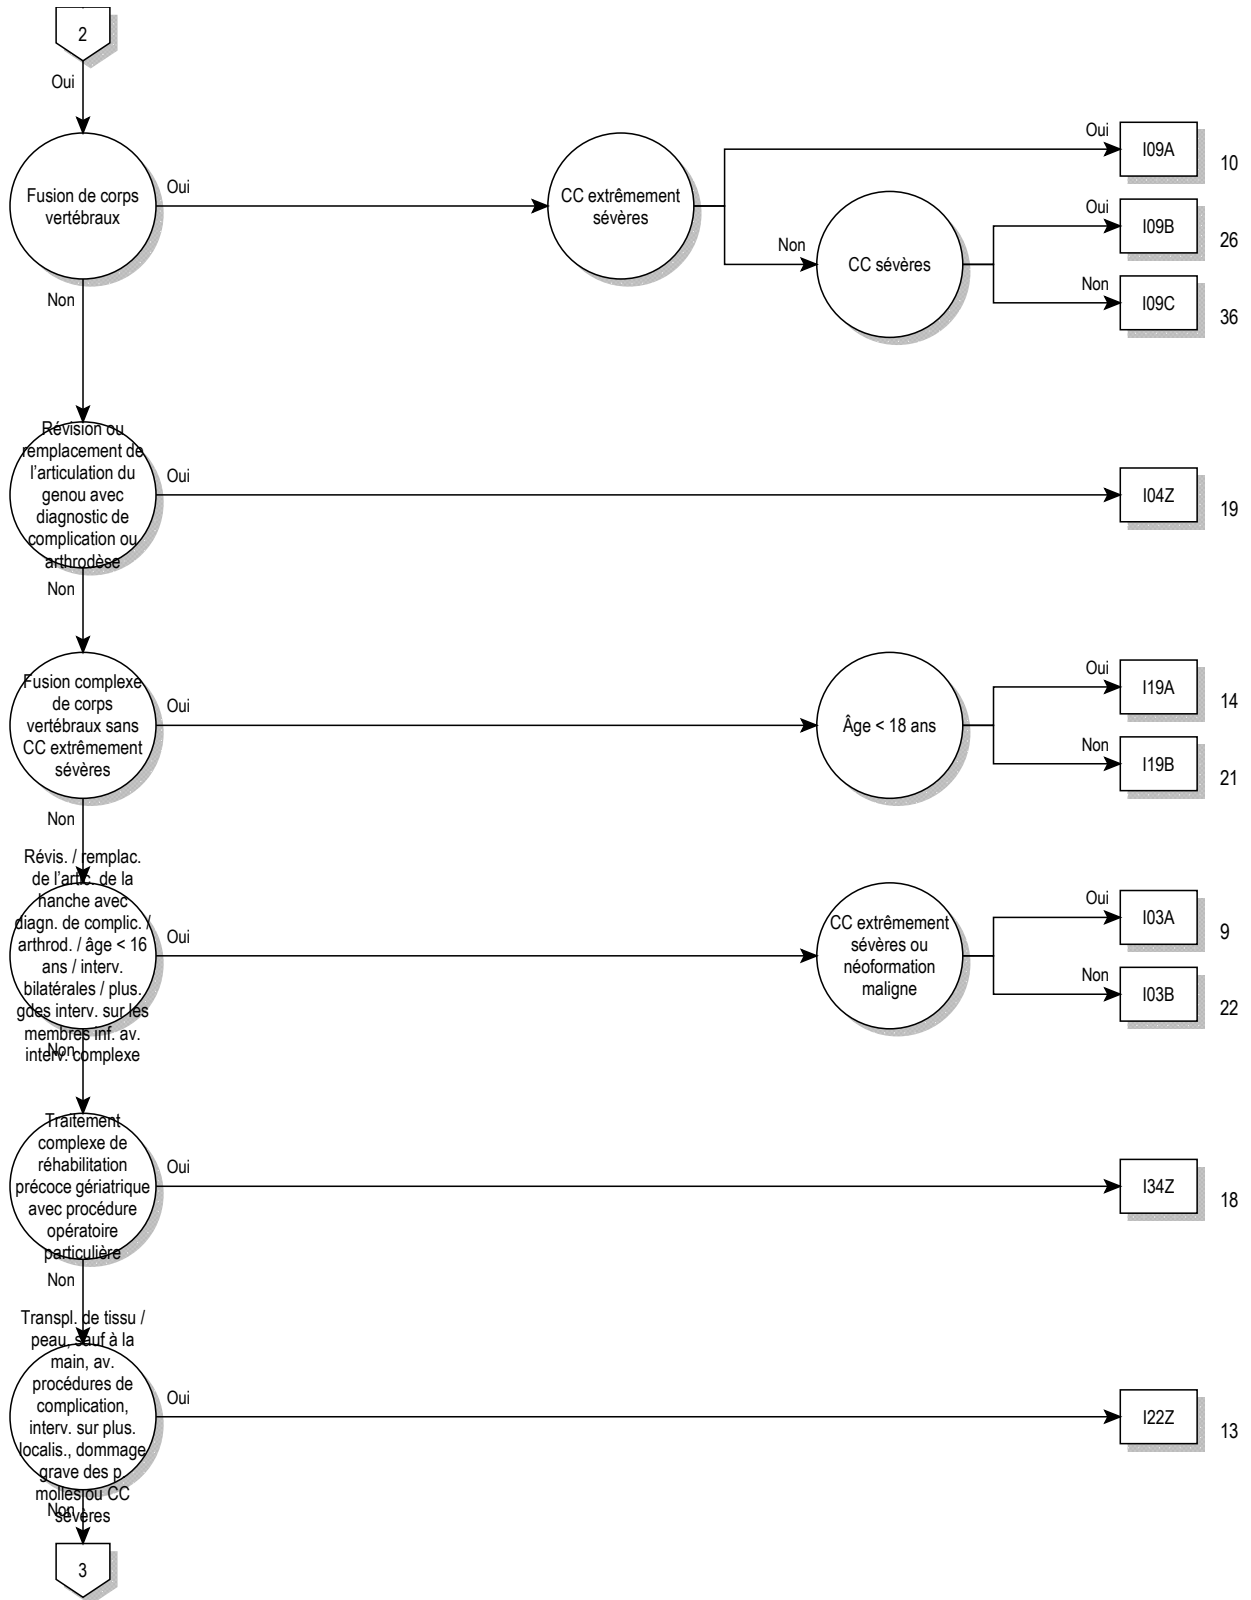 2
Oui
Fusion de corps
vertébraux
Oui
CC extrêmement
sévères
Oui
I09A
10
Non
CC sévères
Oui
I09B
26
Non
I09C
36
Non
Révision ou
remplacement de
l'articulation du
genou avec
diagnostic de
complication ou
arthrodèse
Oui
I04Z
19
Non
Fusion complexe
de corps
vertébraux sans
CC extrêmement
sévères
Oui
Âge < 18 ans
Oui
I19A
14
Non
I19B
21
Non
Révis. / remplac.
de l'artic. de la
hanche avec
diagn. de complic. /
arthrod. / âge < 16
ans / interv.
bilatérales / plus.
gdes interv. sur les
membres inf. av.
interv. complexe
Oui
CC extrêmement
sévères ou
néoformation
maligne
Oui
I03A
9
Non
I03B
22
Non
Traitement
complexe de
réhabilitation
précoce gériatrique
avec procédure
opératoire
particulière
Oui
I34Z
18
Non
Transpl. de tissu /
peau, sauf à la
main, av.
procédures de
complication,
interv. sur plus.
localis., dommage
grave des p.
molles ou CC
sévères
Oui
I22Z
13
Non
3